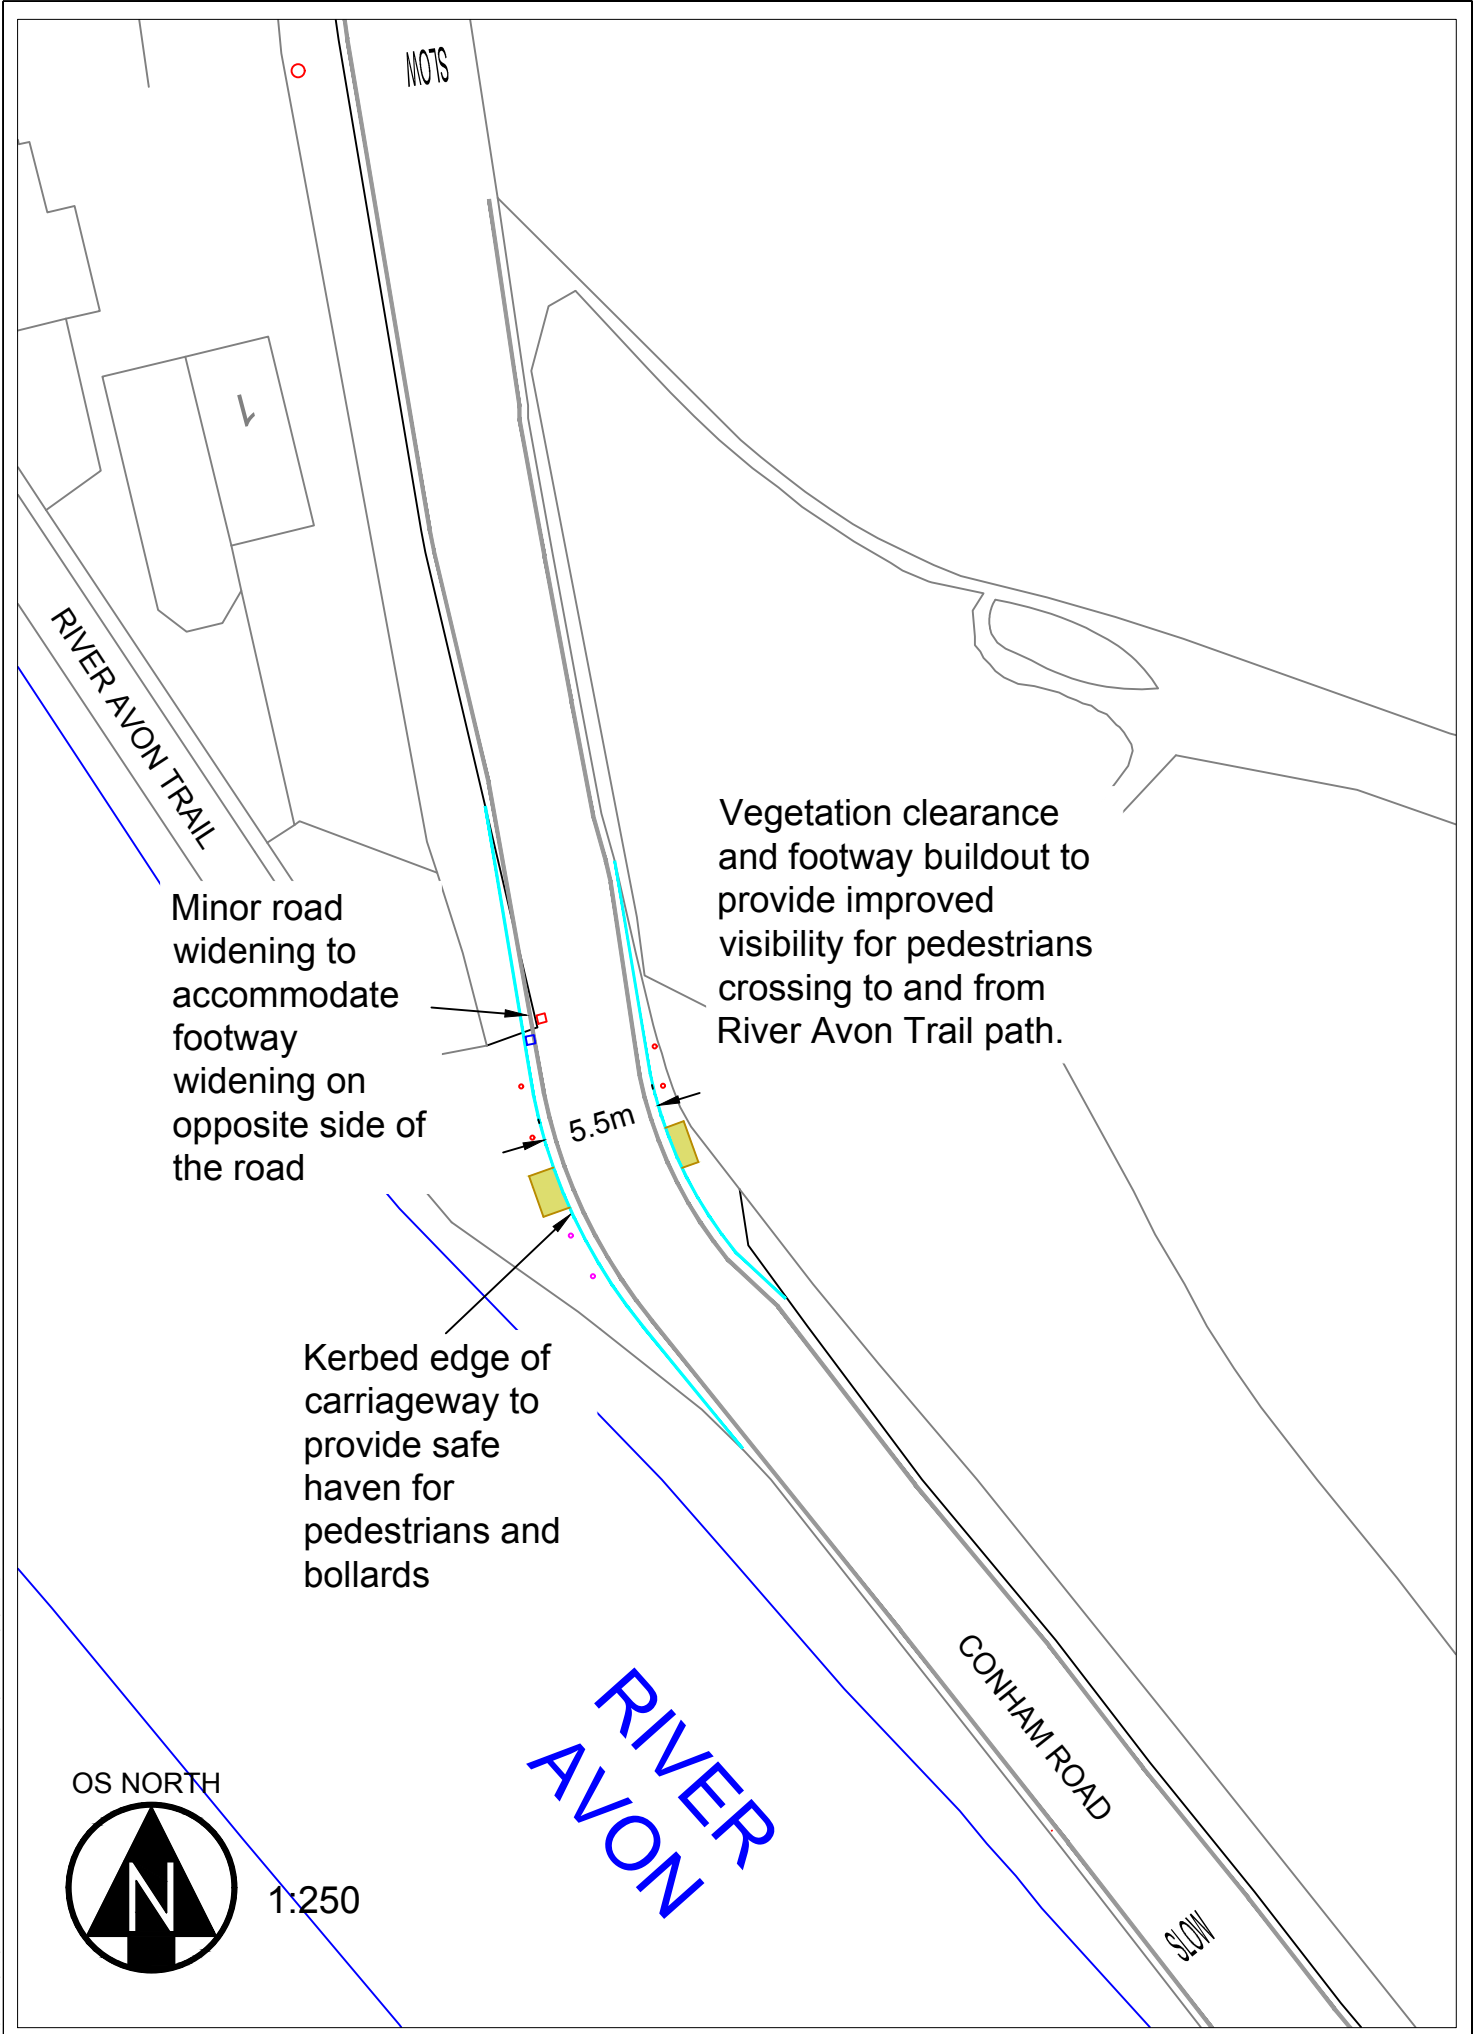 SLOW
1
RIVER AVON TRAIL
Vegetation clearance
and footway buildout to
provide improved
visibility for pedestrians
crossing to and from
River Avon Trail path.
Minor road
widening to
accommodate
footway
widening on
opposite side of
the road
5.5m
Kerbed edge of
carriageway to
provide safe
haven for
pedestrians and
bollards
RIVER
AVON
CONHAM ROAD
OS NORTH
N
1:250
SLOW